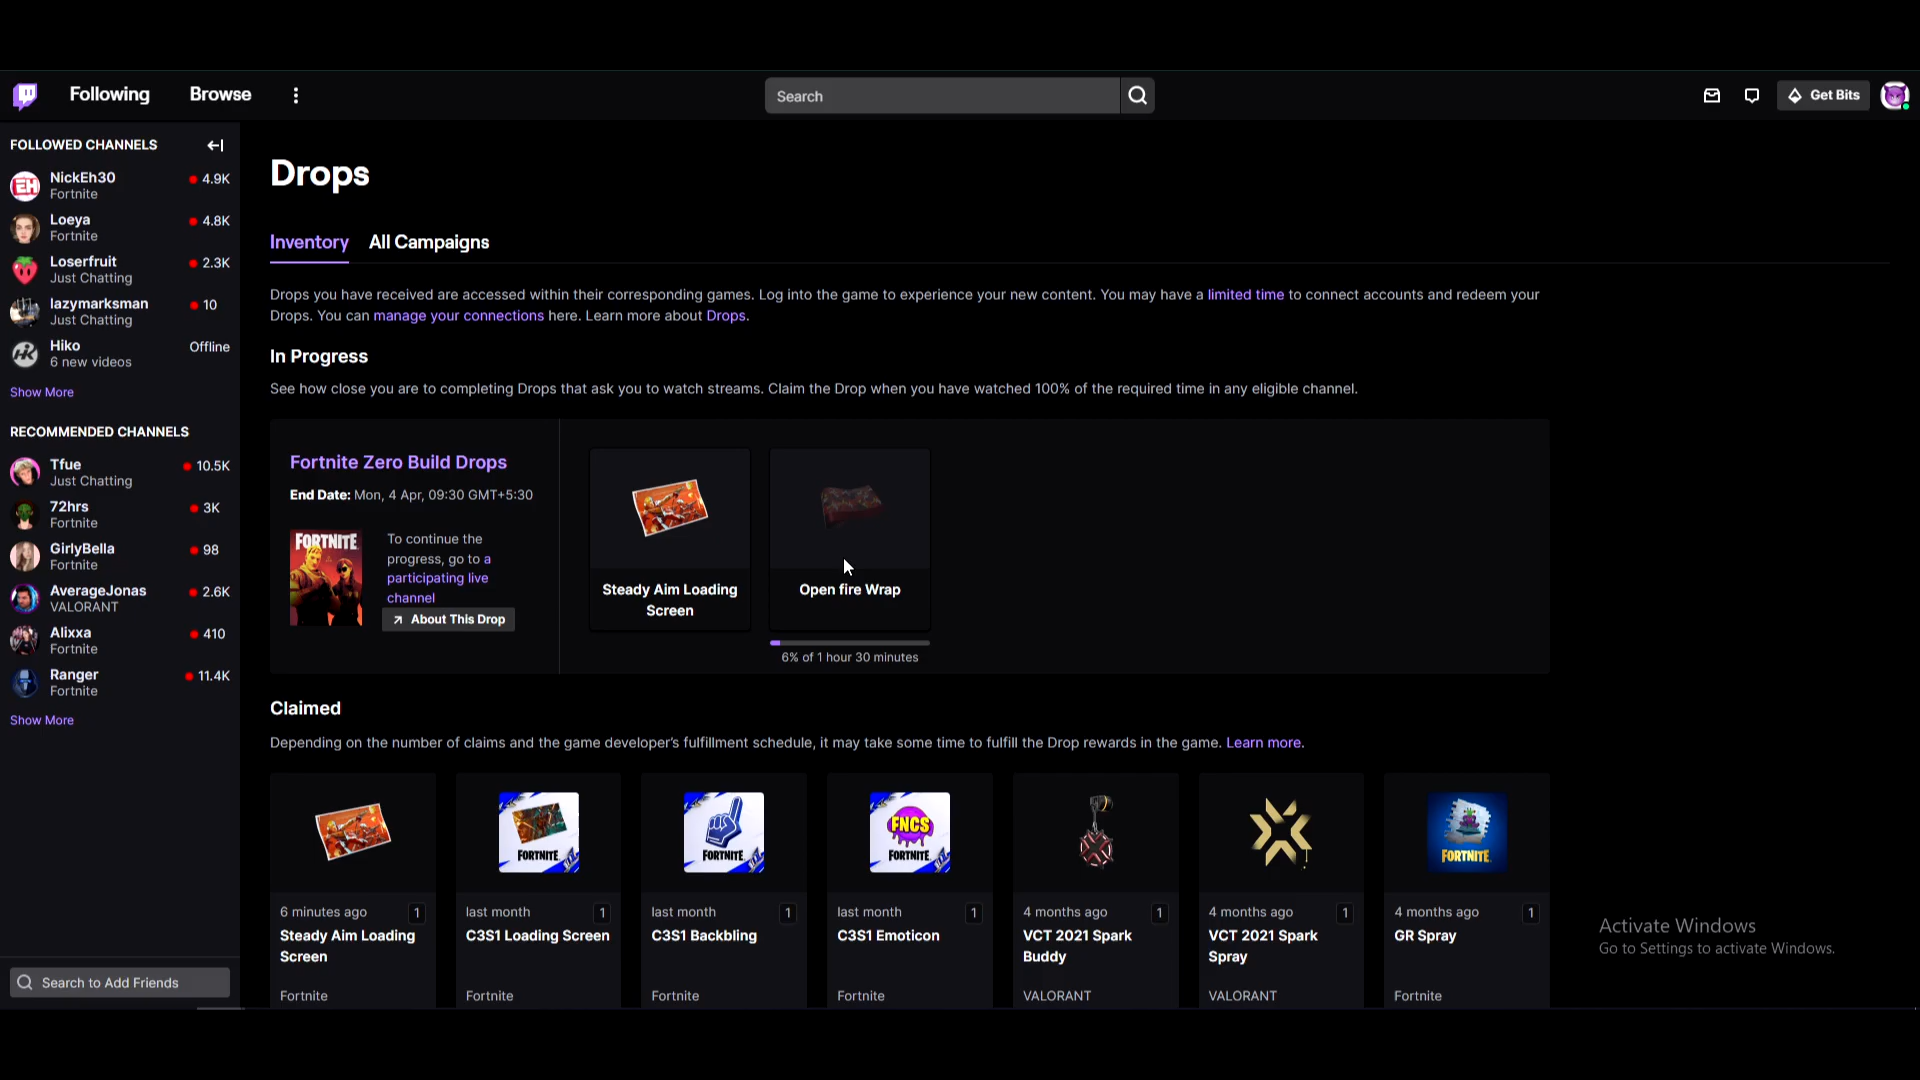 Following
Browse
Search
Get Bits
FOLLOWED CHANNELS
NickEh30
4.9K
Fortnite
Loeya
4.8K
Fortnite
Loserfruit
2.3K
Just Chatting
lazymarksman
10
Just Chatting
Hiko
Offline
6 new videos
Show More
RECOMMENDED CHANNELS
Tfue
10.5K
Just Chatting
72hrs
3K
Fortnite
GirlyBella
98
Fortnite
AverageJonas
2.6K
VALORANT
Alixxa
410
Fortnite
Ranger
11.4K
Fortnite
Show More
Search to Add Friends
Drops
Inventory
All Campaigns
Drops you have received are accessed within their corresponding games. Log into the game to experience your new content. You may have a limited time to connect accounts and redeem your
Drops. You can manage your connections here. Learn more about Drops.
In Progress
See how close you are to completing Drops that ask you to watch streams. Claim the Drop when you have watched 100% of the required time in any eligible channel.
Fortnite Zero Build Drops
End Date: Mon, 4 Apr, 09:30 GMT+5:30
FORTNITE
To continue the
progress, go to a
participating live
channel
About This Drop
Steady Aim Loading
Screen
Open fire Wrap
6% of 1 hour 30 minutes
Claimed
Depending on the number of claims and the game developer's fulfillment schedule, it may take some time to fulfill the Drop rewards in the game. Learn more.
6 minutes ago
1
Steady Aim Loading
Screen
Fortnite
FORTNITE
last month
1
C3S1 Loading Screen
Fortnite
FORTNITE
last month
1
C3S1 Backbling
Fortnite
FNCS
FORTNITE
last month
1
C3S1 Emoticon
Fortnite
4 months ago
1
VCT 2021 Spark
Buddy
VALORANT
4 months ago
1
VCT 2021 Spark
Spray
VALORANT
FORTNITE
4 months ago
1
GR Spray
Fortnite
Activate Windows
Go to Settings to activate Windows.